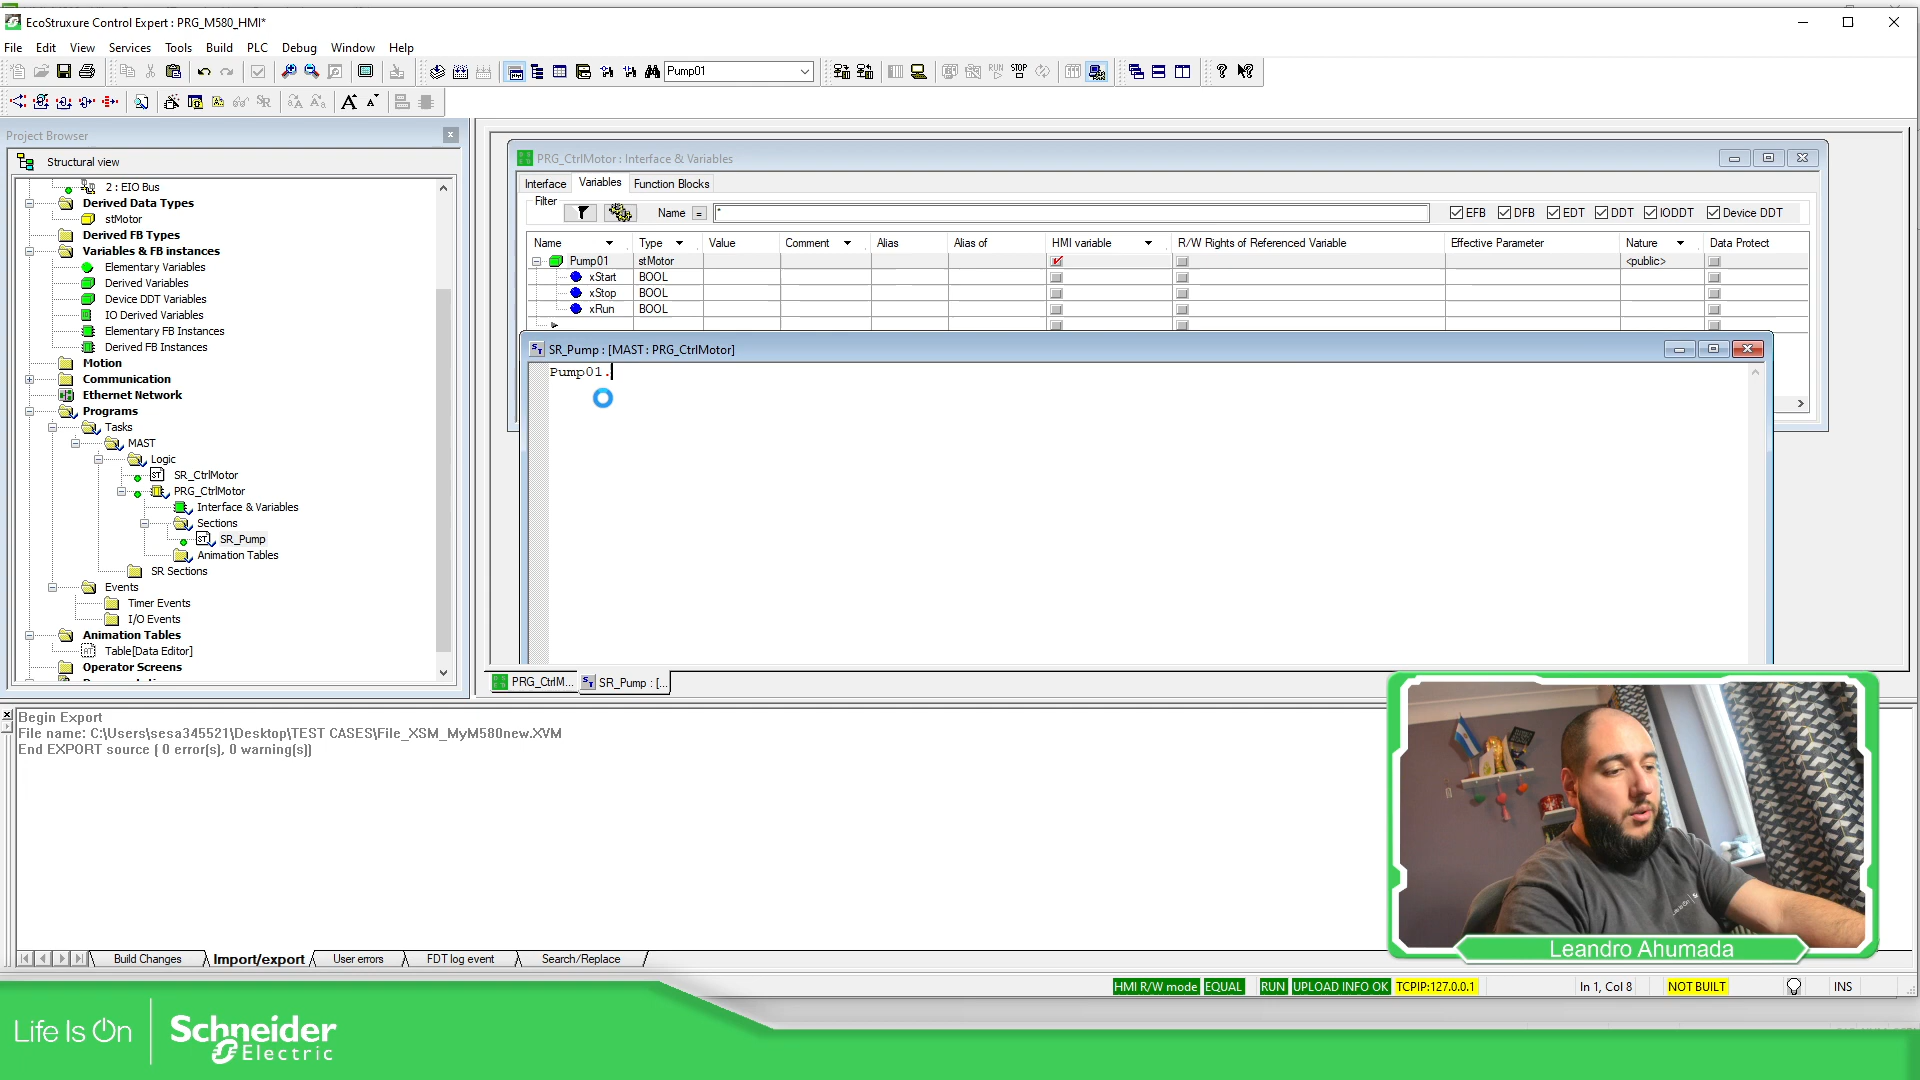 EcoStruxure Control Expert : PRG_M580_HMI*
File Edit View Services Tools Build PLC Debug Window Help
Pump01
RUN STOP
Project Browser
Structural view
2 : EIO Bus
Derived Data Types
stMotor
Derived FB Types
Variables & FB instances
Elementary Variables
Derived Variables
Device DDT Variables
IO Derived Variables
Elementary FB Instances
Derived FB Instances
Motion
Communication
Ethernet Network
Programs
Tasks
MAST
Logic
SR_CtrlMotor
PRG_CtrlMotor
Interface & Variables
Sections
SR_Pump
Animation Tables
SR Sections
Events
Timer Events
I/O Events
Animation Tables
Table[Data Editor]
Operator Screens
PRG_CtrlMotor : Interface & Variables
Interface Variables Function Blocks
Filter
Name = *
EFB DFB EDT DDT IODDT Device DDT
Name Type Value Comment Alias Alias of HMI variable R/W Rights of Referenced Variable Effective Parameter Nature Data Protect
Pump01 stMotor <public>
xStart BOOL
xStop BOOL
xRun BOOL
SR_Pump : [MAST : PRG_CtrlMotor]
Pump01.
PRG_CtrlM... SR_Pump : [...
Begin Export
File name: C:\Users\sesa345521\Desktop\TEST CASES\File_XSM_MyM580new.XVM
End EXPORT source ( 0 error(s), 0 warning(s))
Build Changes Import/export User errors FDT log event Search/Replace
HMI R/W mode EQUAL RUN UPLOAD INFO OK TCPIP:127.0.0.1 ln 1, Col 8 NOT BUILT INS
Leandro Ahumada
Life Is On Schneider Electric